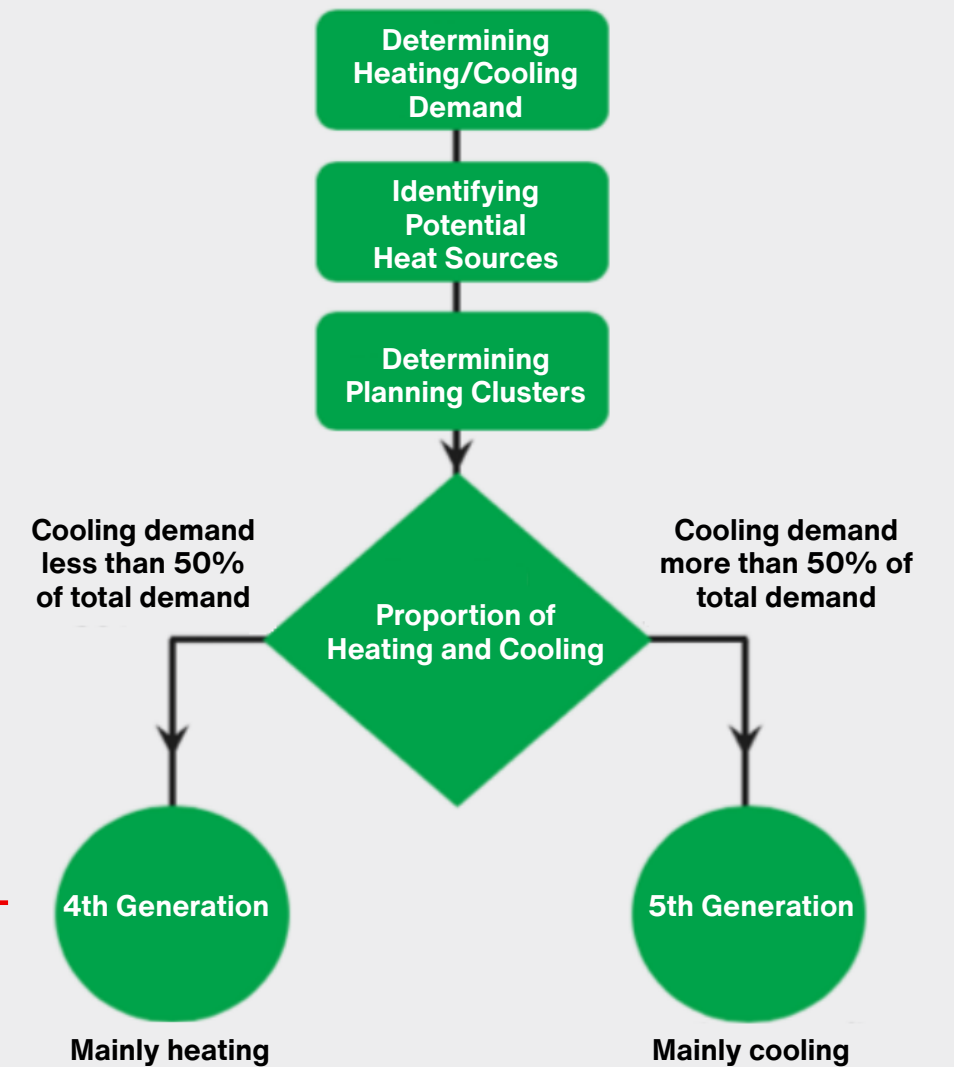 Determining
Heating/Cooling
Demand
Identifying
Potential
Heat Sources
Determining
Planning Clusters
Cooling demand
less than 50%
of total demand
Cooling demand
more than 50% of
total demand
Proportion of
Heating and Cooling
4th Generation
5th Generation
Mainly heating
Mainly cooling